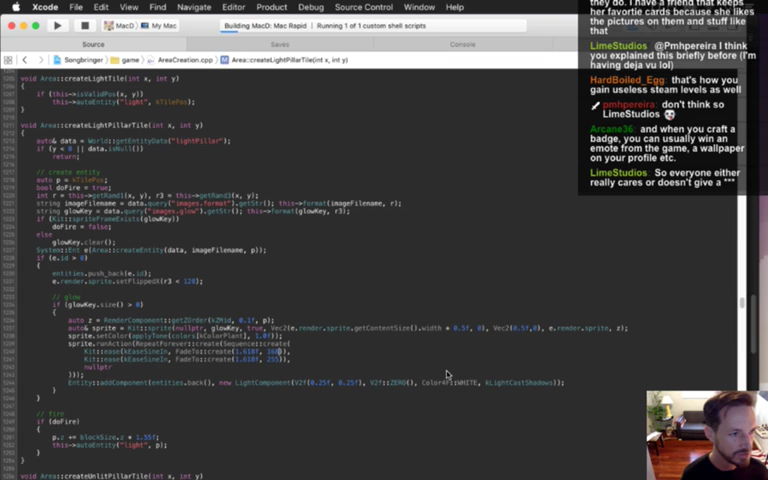 Xcode File Edit View Find Navigate Editor Product Debug Source Control Window Help
MacD My Mac
Building MacD: Mac Rapid Running 1 of 1 custom shell scripts
Source Saves Console
Songbringer game AreaCreation.cpp Area::createLightPillarTile(int x, int y)
void Area::createLightTile(int x, int y)
{
if (this->isValidPos(x, y))
this->autoEntity("light", kTilePos);
}
void Area::createLightPillarTile(int x, int y)
{
auto& data = World::getEntityData("lightPillar");
if (y < 0 || data.isNull())
return;
// create entity
auto p = kTilePos;
bool doFire = true;
int r = this->getRand1(x, y), r3 = this->getRand3(x, y);
string imageFilename = data.query("images.format").getStr(); this->format(imageFilename, r);
string glowKey = data.query("images.glow").getStr(); this->format(glowKey, r3);
if (Kit::spriteFrameExists(glowKey))
doFire = false;
else
glowKey.clear();
System::Ent e(Area::createEntity(data, imageFilename, p));
if (e.id > 0)
{
entities.push_back(e.id);
e.render.sprite.setFlippedX(r3 < 128);
// glow
if (glowKey.size() > 0)
{
auto z = RenderComponent::getZOrder(kZMid, 0.1f, p);
auto& sprite = Kit::sprite(nullptr, glowKey, true, Vec2(e.render.sprite.getContentSize().width * 0.5f, 0), Vec2(0.5f,0), e.render.sprite, z);
sprite.setColor(applyTone(colors[kColorPlant], 1.0f));
sprite.runAction(RepeatForever::create(Sequence::create(
Kit::ease(kEaseSineIn, FadeTo::create(1.618f, 108)),
Kit::ease(kEaseSineIn, FadeTo::create(1.618f, 255)),
nullptr
)));
Entity::addComponent(entities.back(), new LightComponent(V2f(0.25f, 0.25f), V2f::ZERO(), Color4F::WHITE, kLightCastShadows));
}
// fire
if (doFire)
{
p.z += blockSize.z * 1.55f;
this->autoEntity("light", p);
}
}
}
void Area::createUnlitPillarTile(int x, int y)
they do. I have a friend that keeps
her favortie cards because she likes
the pictures on them and stuff like
that
LimeStudios @Pmhpereira I think
you explained this briefly before (I'm
having deja vu lol)
HardBoiled_Egg: that's how you
gain useless steam levels as well
pmhpereira: don't think so
LimeStudios
Arcane36: and when you craft a
badge, you can usually win an
emote from the game, a wallpaper
on your profile etc.
LimeStudios: So everyone either
really cares or doesn't give a ***